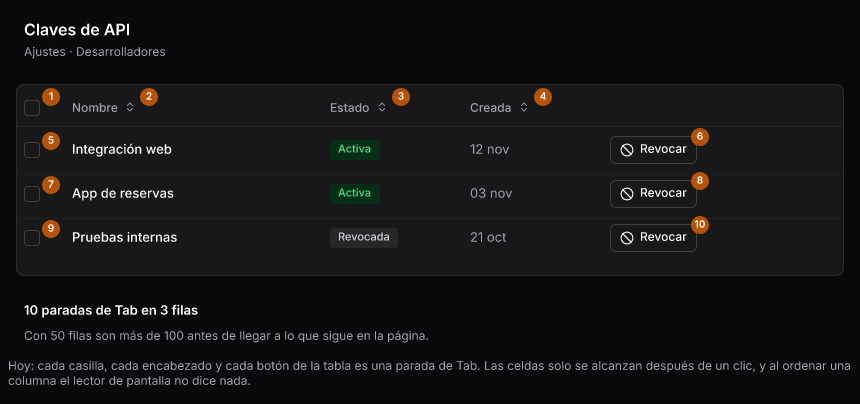 Claves de API
Ajustes · Desarrolladores
1 Nombre 2 Estado 3 Creada 4
5 Integración web Activa 12 nov Revocar 6
7 App de reservas Activa 03 nov Revocar 8
9 Pruebas internas Revocada 21 oct Revocar 10
10 paradas de Tab en 3 filas
Con 50 filas son más de 100 antes de llegar a lo que sigue en la página.
Hoy: cada casilla, cada encabezado y cada botón de la tabla es una parada de Tab. Las celdas solo se alcanzan después de un clic, y al ordenar una
columna el lector de pantalla no dice nada.